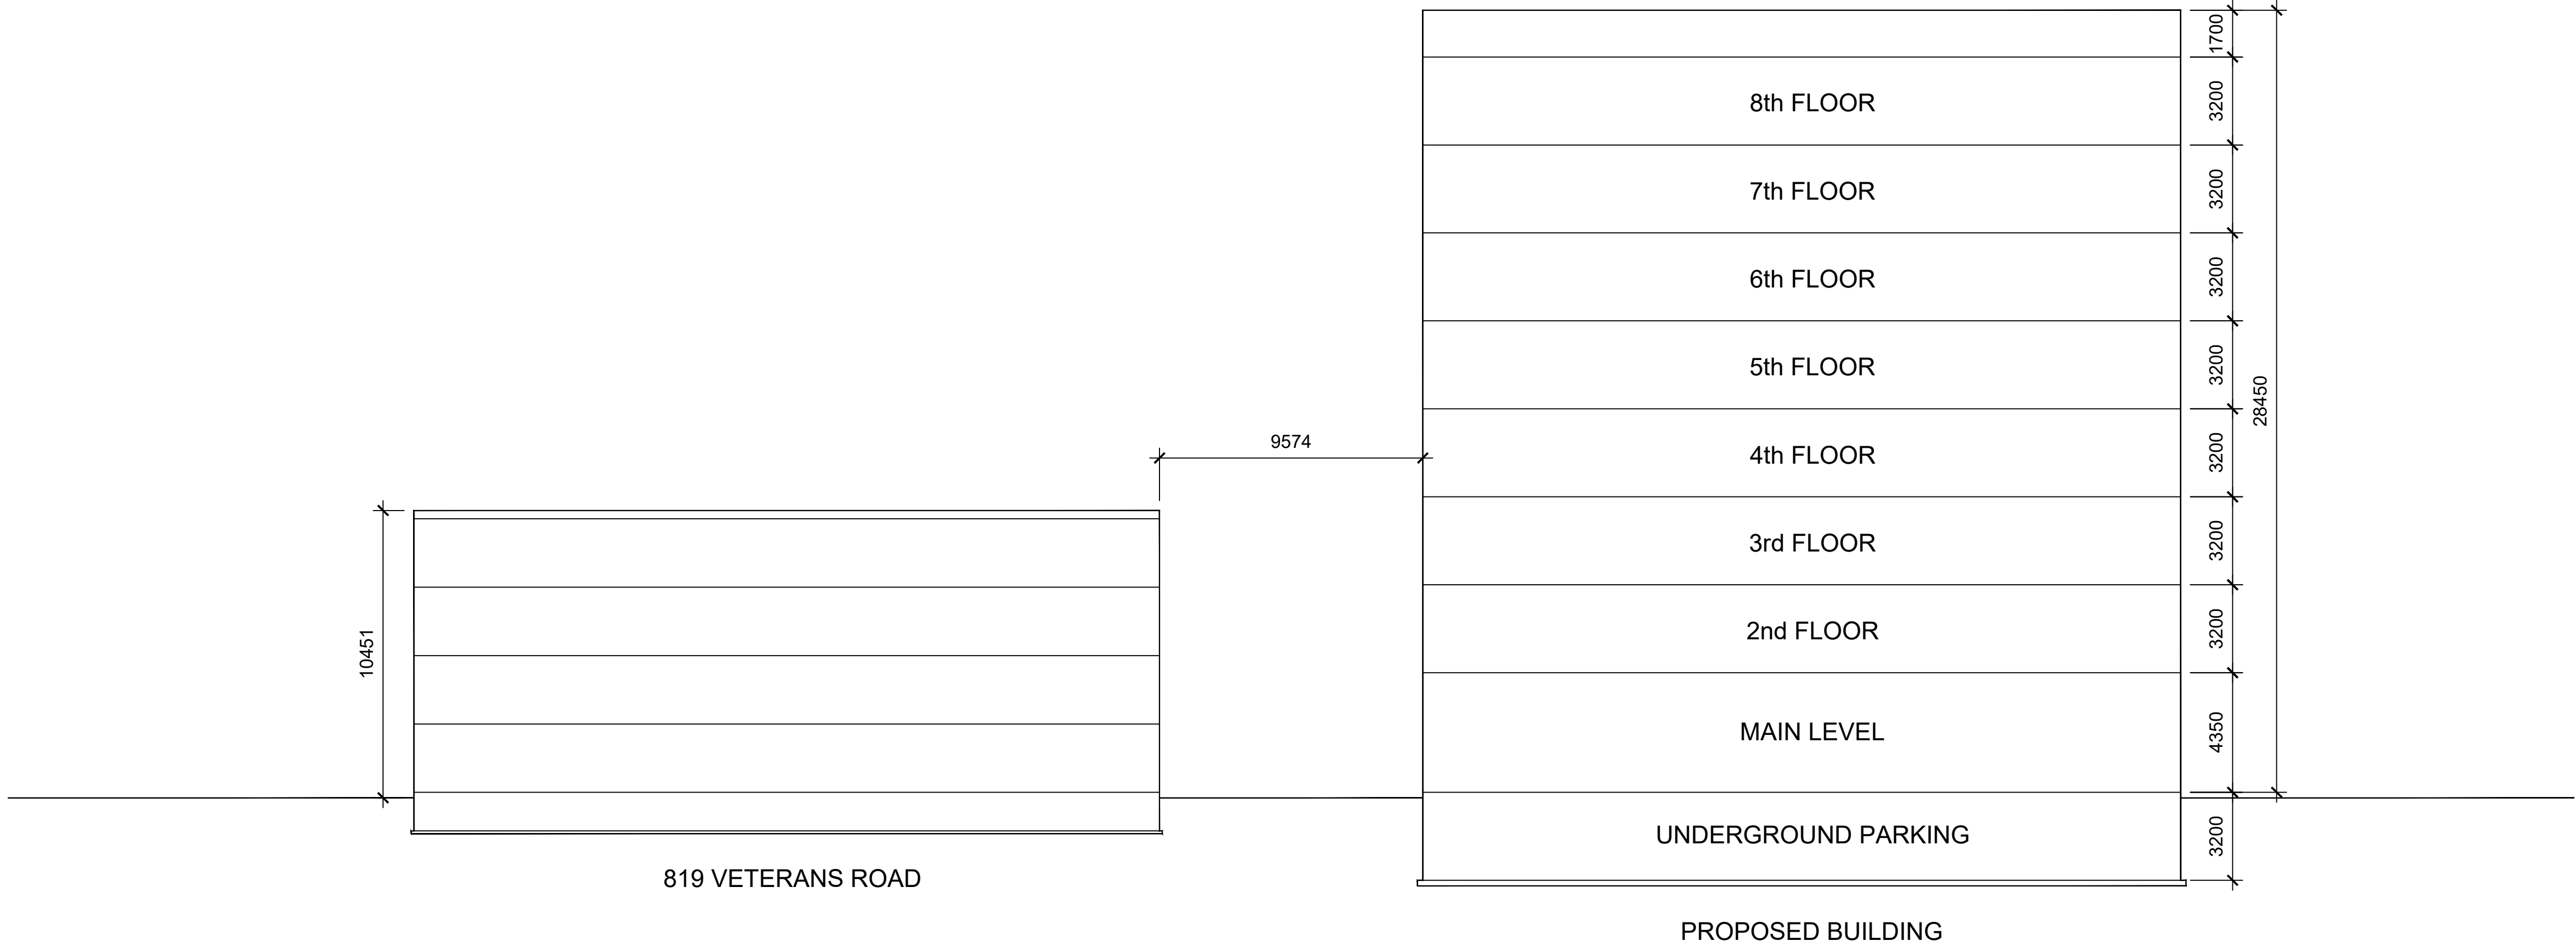 1700
8th FLOOR
3200
7th FLOOR
3200
6th FLOOR
3200
5th FLOOR
3200
28450
9574
4th FLOOR
3200
3rd FLOOR
3200
2nd FLOOR
3200
10451
MAIN LEVEL
4350
UNDERGROUND PARKING
3200
819 VETERANS ROAD
PROPOSED BUILDING